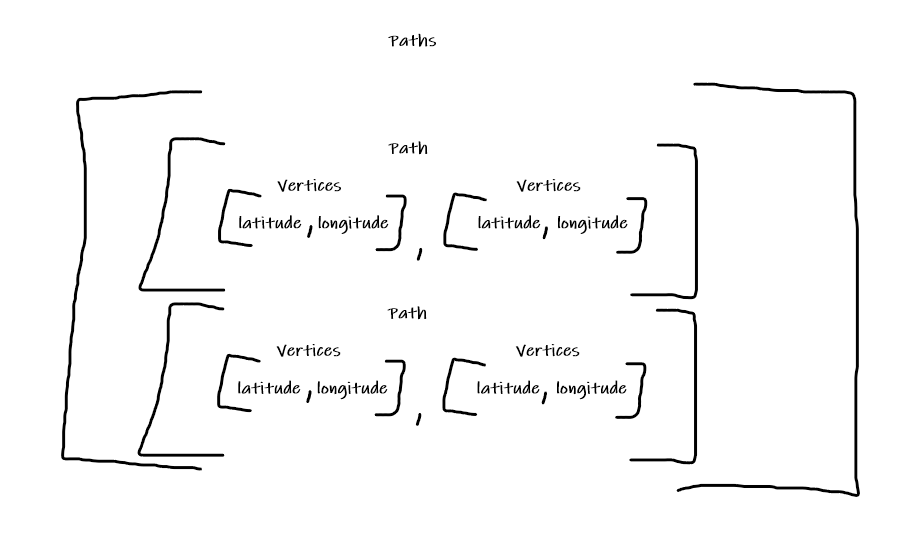 Paths
Path
Vertices Vertices
[latitude, longitude], [latitude, longitude]
Path
Vertices Vertices
[latitude, longitude], [latitude, longitude]